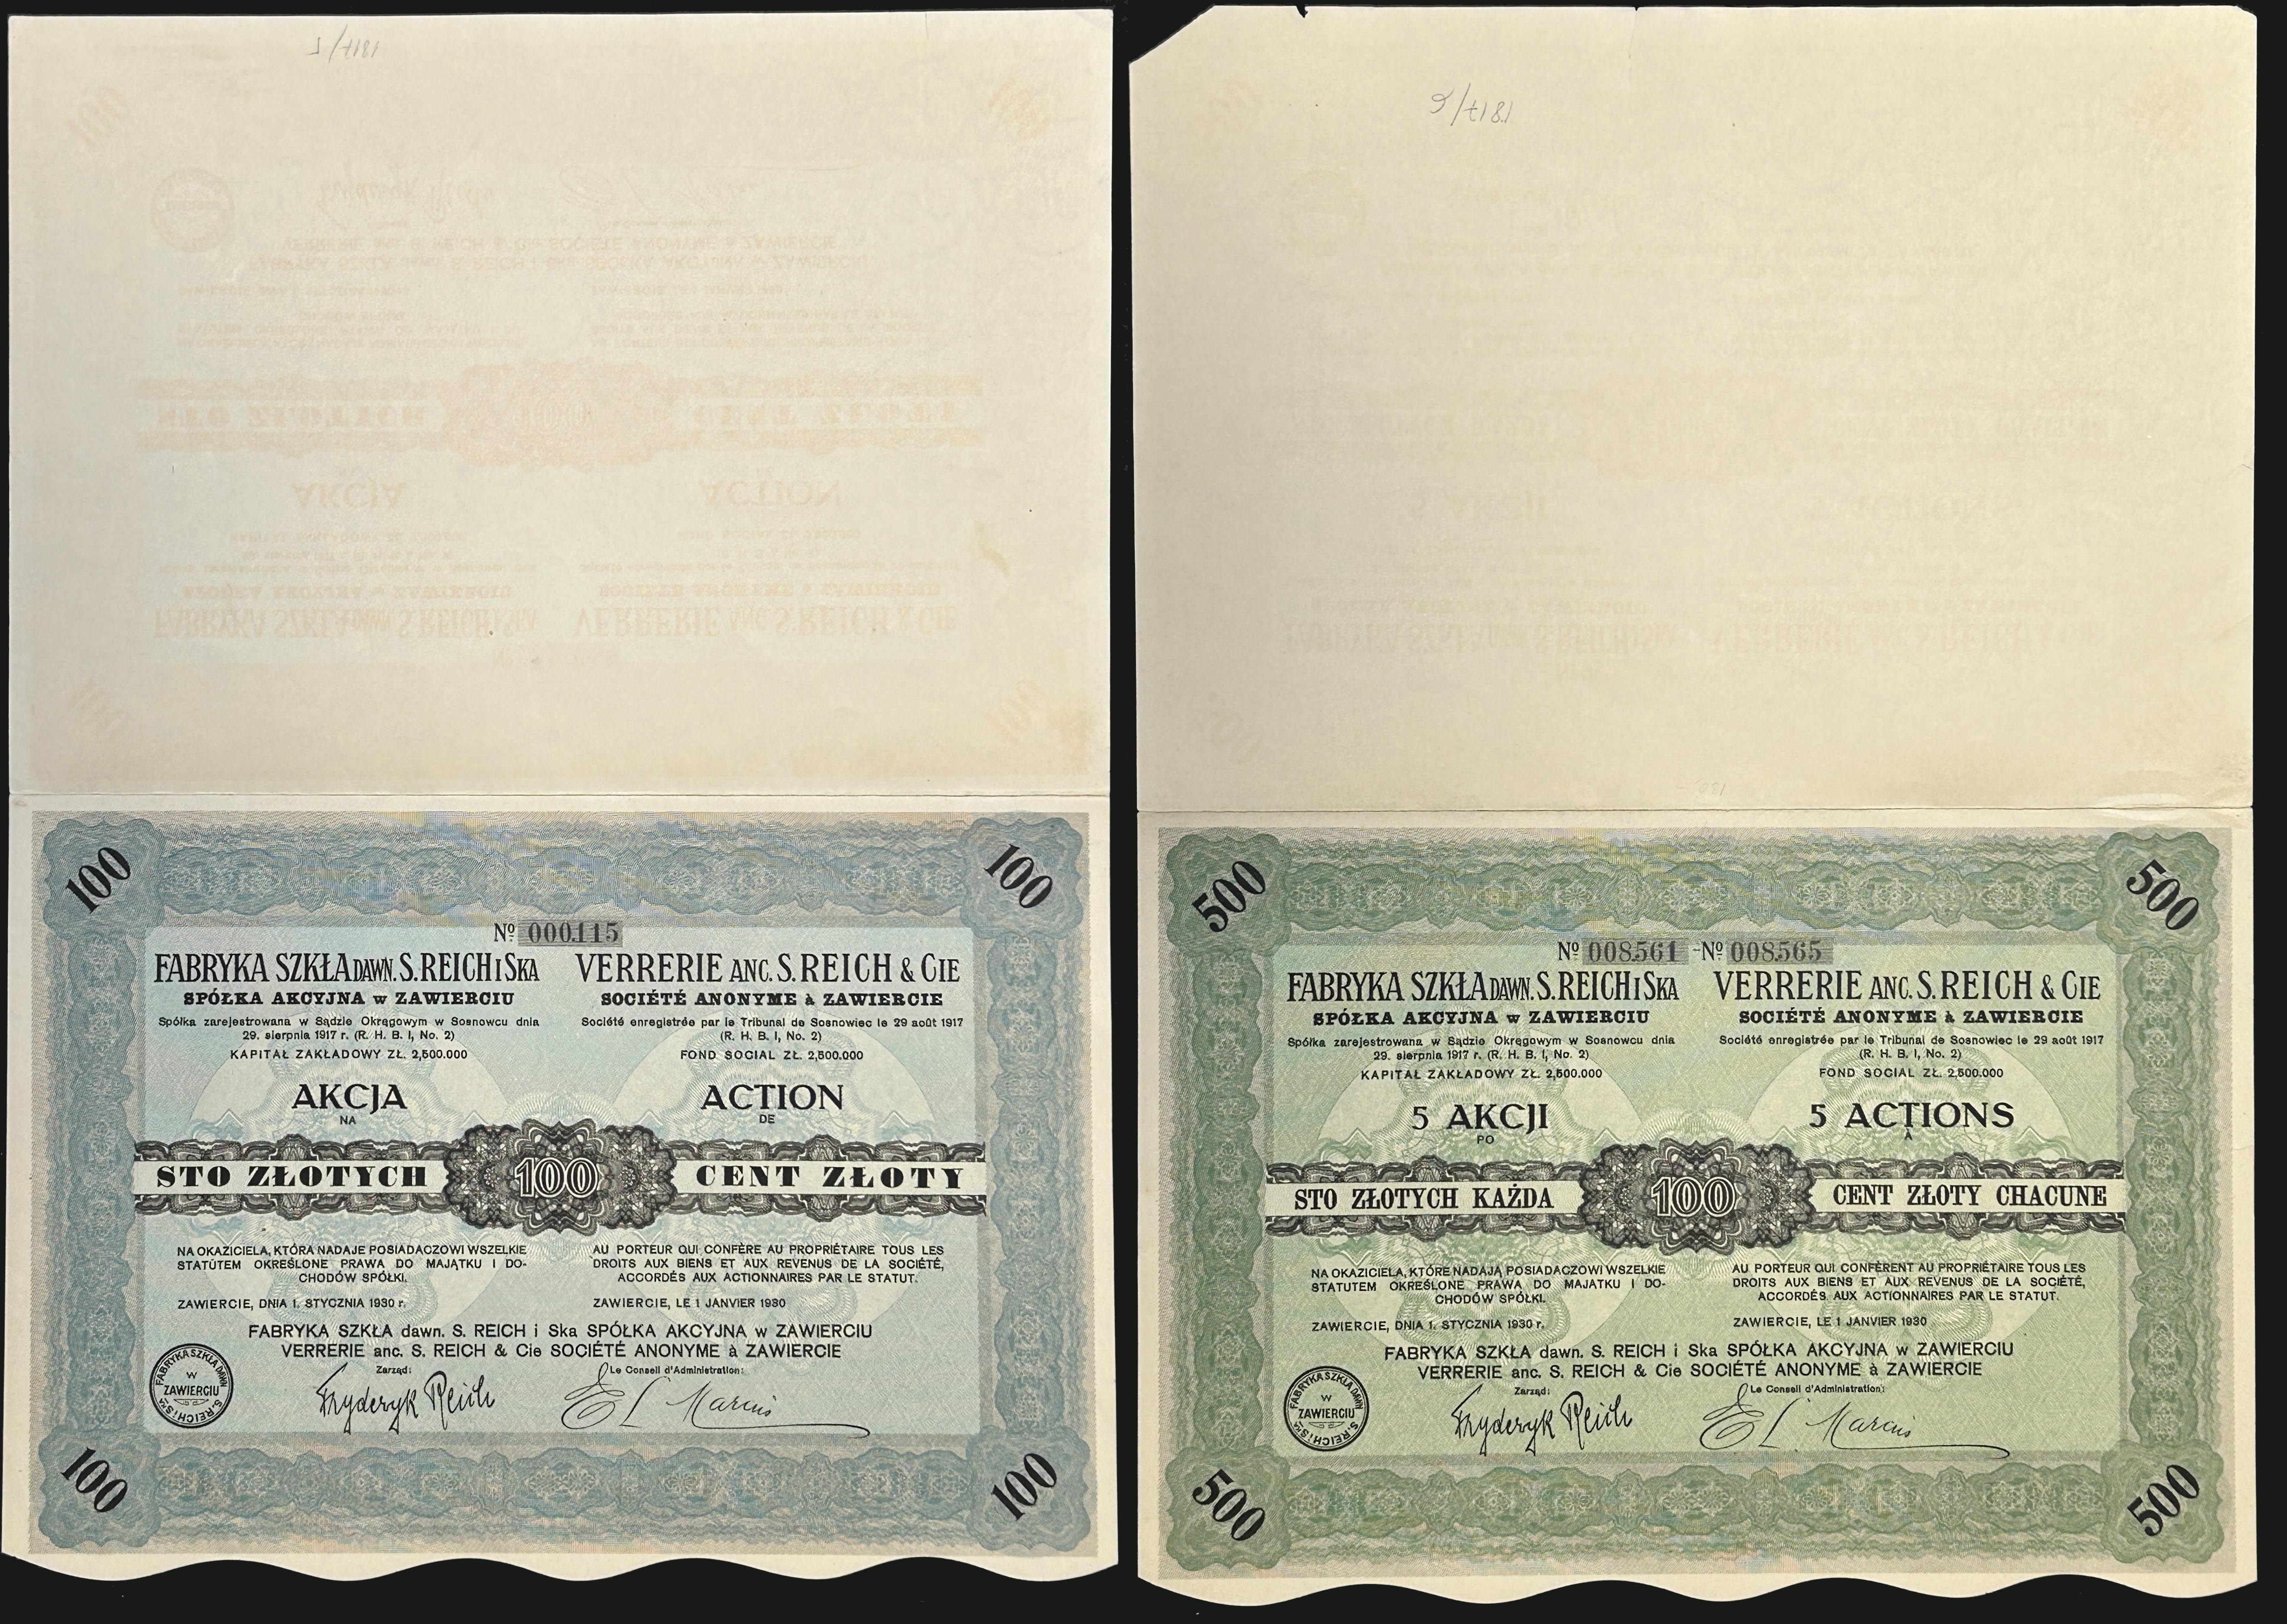 100
100
№ 000115
FABRYKA SZKŁA DAWN. S. REICH i SKA
SPÓŁKA AKCYJNA w ZAWIERCIU
Spółka zarejestrowana w Sądzie Okręgowym w Sosnowcu dnia
29. sierpnia 1917 r. (R. H. B. I, No. 2)
KAPITAŁ ZAKŁADOWY ZŁ. 2,500.000
AKCJA
NA
STO ZŁOTYCH
VERRERIE ANC. S. REICH & CIE
SOCIÉTÉ ANONYME à ZAWIERCIE
Société enregistrée par le Tribunal de Sosnowiec le 29 août 1917
(R. H. B. I, No. 2)
FOND SOCIAL ZŁ. 2,500.000
ACTION
DE
CENT ZŁOTY
100
NA OKAZICIELA, KTÓRA NADAJE POSIADACZOWI WSZELKIE
STATUTEM OKREŚLONE PRAWA DO MAJĄTKU I DO-
CHODÓW SPÓŁKI.
ZAWIERCIE, DNIA 1. STYCZNIA 1930 r.
AU PORTEUR QUI CONFÈRE AU PROPRIÉTAIRE TOUS LES
DROITS AUX BIENS ET AUX REVENUS DE LA SOCIÉTÉ,
ACCORDÉS AUX ACTIONNAIRES PAR LE STATUT.
ZAWIERCIE, LE 1 JANVIER 1930
FABRYKA SZKŁA dawn. S. REICH i Ska SPÓŁKA AKCYJNA w ZAWIERCIU
VERRERIE anc. S. REICH & Cie SOCIÉTÉ ANONYME à ZAWIERCIE
Zarząd:
Le Conseil d'Administration:
Fryderyk Reich
FABRYKA SZKŁA DAWN. S. REICH i SKA
W
ZAWIERCIU
100
100
500
500
№ 008561 - № 008565
FABRYKA SZKŁA DAWN. S. REICH i SKA
SPÓŁKA AKCYJNA w ZAWIERCIU
Spółka zarejestrowana w Sądzie Okręgowym w Sosnowcu dnia
29. sierpnia 1917 r. (R. H. B. I, No. 2)
KAPITAŁ ZAKŁADOWY ZŁ. 2,500.000
5 AKCJI
PO
STO ZŁOTYCH KAŻDA
VERRERIE ANC. S. REICH & CIE
SOCIÉTÉ ANONYME à ZAWIERCIE
Société enregistrée par le Tribunal de Sosnowiec le 29 août 1917
(R. H. B. I, No. 2)
FOND SOCIAL ZŁ. 2,500.000
5 ACTIONS
À
CENT ZŁOTY CHACUNE
100
NA OKAZICIELA, KTÓRE NADAJĄ POSIADACZOWI WSZELKIE
STATUTEM OKREŚLONE PRAWA DO MAJATKU I DO-
CHODÓW SPÓŁKI.
ZAWIERCIE, DNIA 1. STYCZNIA 1930 r.
AU PORTEUR QUI CONFÈRENT AU PROPRIÉTAIRE TOUS LES
DROITS AUX BIENS ET AUX REVENUS DE LA SOCIÉTÉ,
ACCORDÉS AUX ACTIONNAIRES PAR LE STATUT.
ZAWIERCIE, LE 1 JANVIER 1930
FABRYKA SZKŁA dawn. S. REICH i Ska SPÓŁKA AKCYJNA w ZAWIERCIU
VERRERIE anc. S. REICH & Cie SOCIÉTÉ ANONYME à ZAWIERCIE
Zarząd:
Le Conseil d'Administration:
Fryderyk Reich
FABRYKA SZKŁA DAWN. S. REICH i SKA
W
ZAWIERCIU
500
500